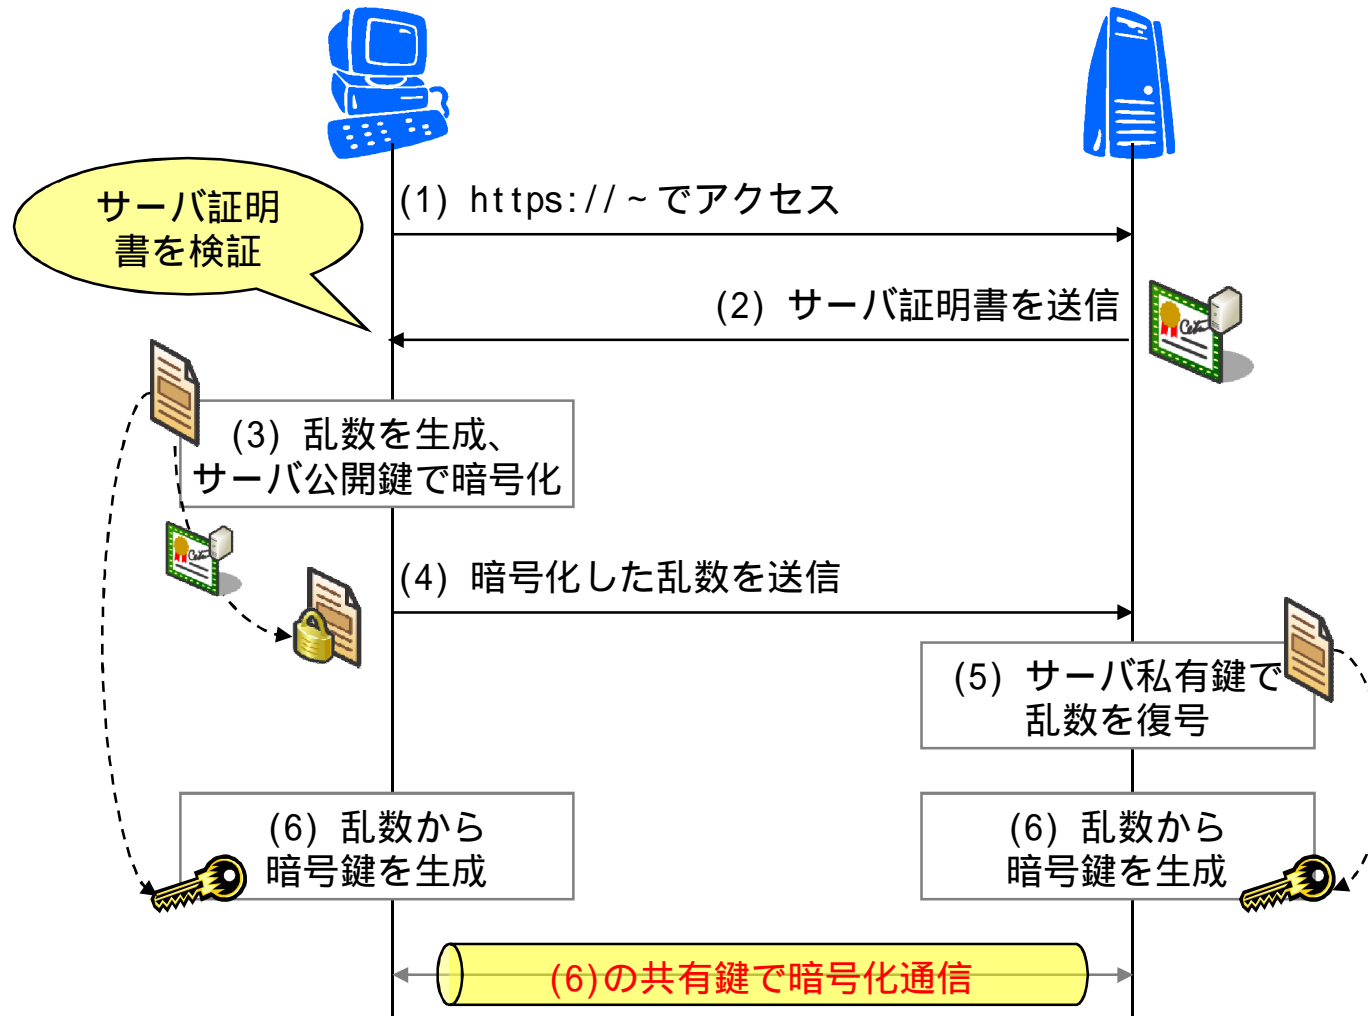 サーバ証明
書を検証
(1) https://~でアクセス
(2) サーバ証明書を送信
(3) 乱数を生成、
サーバ公開鍵で暗号化
(4) 暗号化した乱数を送信
(5) サーバ私有鍵で
乱数を復号
(6) 乱数から
暗号鍵を生成
(6) 乱数から
暗号鍵を生成
(6)の共有鍵で暗号化通信